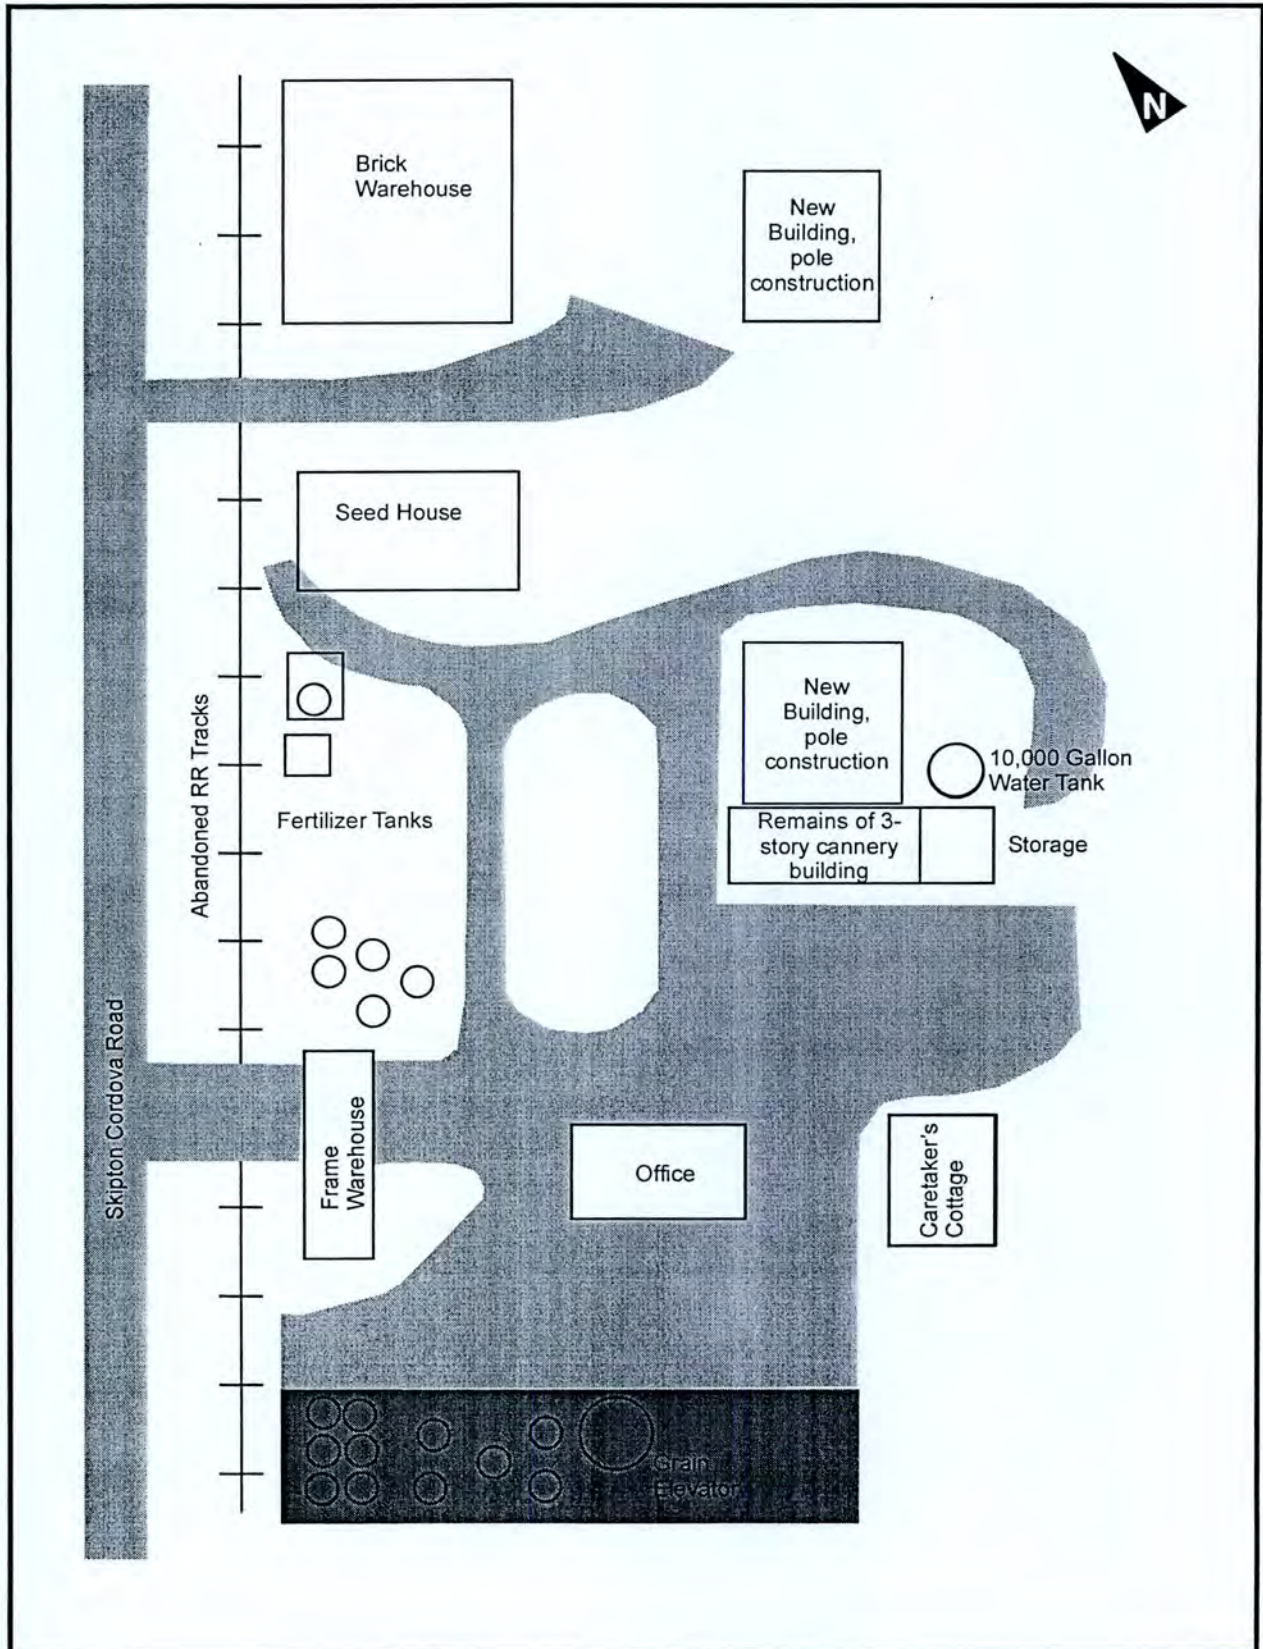 N
Brick
Warehouse
New
Building,
pole
construction
Seed House
New
Building,
pole
construction
10,000 Gallon
Water Tank
Abandoned RR Tracks
Fertilizer Tanks
Remains of 3-
story cannery
building
Storage
Skipton Cordova Road
Frame
Warehouse
Office
Caretaker's
Cottage
Grain
Elevator